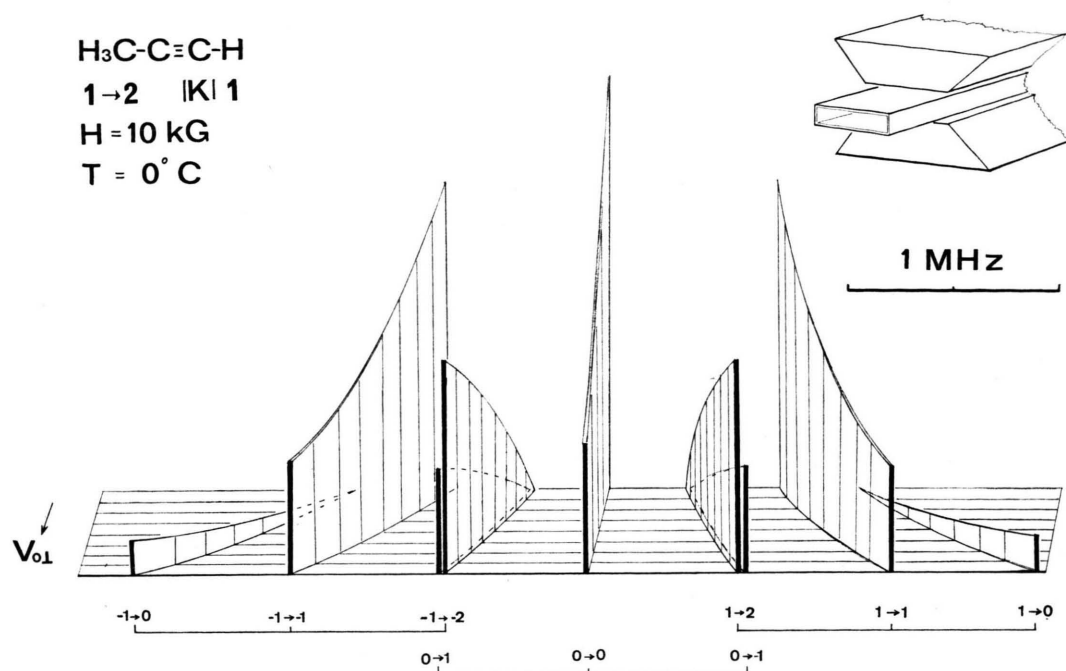 H₃C-C≡C-H
1→2 |K| 1
H = 10 kG
T = 0° C
1 MHz
V₀⊥
-1→0 -1→-1 -1→-2 1→2 1→1 1→0
0→1 0→0 0→-1